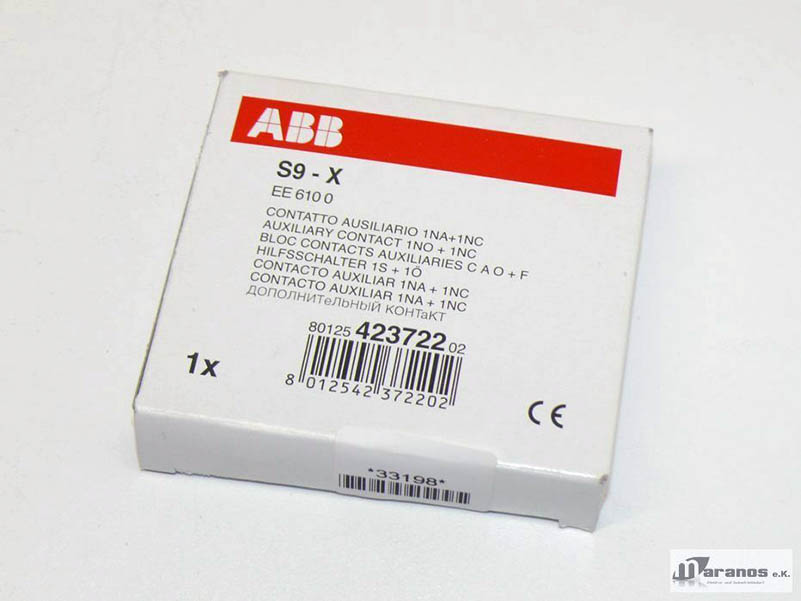 ABB
S9 - X
EE 610 0
CONTATTO AUSILIARIO 1NA+1NC
AUXILIARY CONTACT 1NO + 1NC
BLOC CONTACTS AUXILIARIES C A O + F
HILFSSCHALTER 1S + 1Ö
CONTACTO AUXILIAR 1NA + 1NC
CONTACTO AUXILIAR 1NA + 1NC
ДОПОЛНИТеЛЬНЫЙ КОНТаКТ
80125 423722 02
1x
8 012542 372202
CE
*33198*
Maranos e.K.